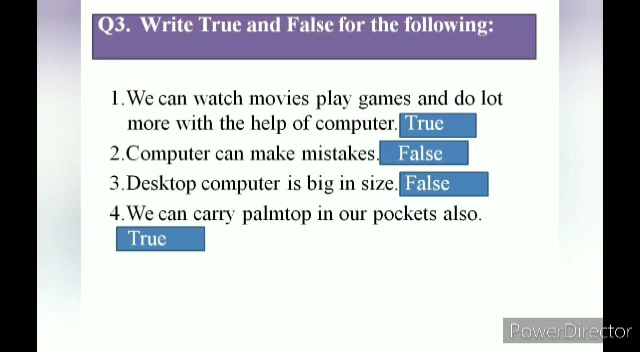 Q3. Write True and False for the following:
1.We can watch movies play games and do lot
more with the help of computer. True
2.Computer can make mistakes. False
3.Desktop computer is big in size. False
4.We can carry palmtop in our pockets also.
True
PowerDirector